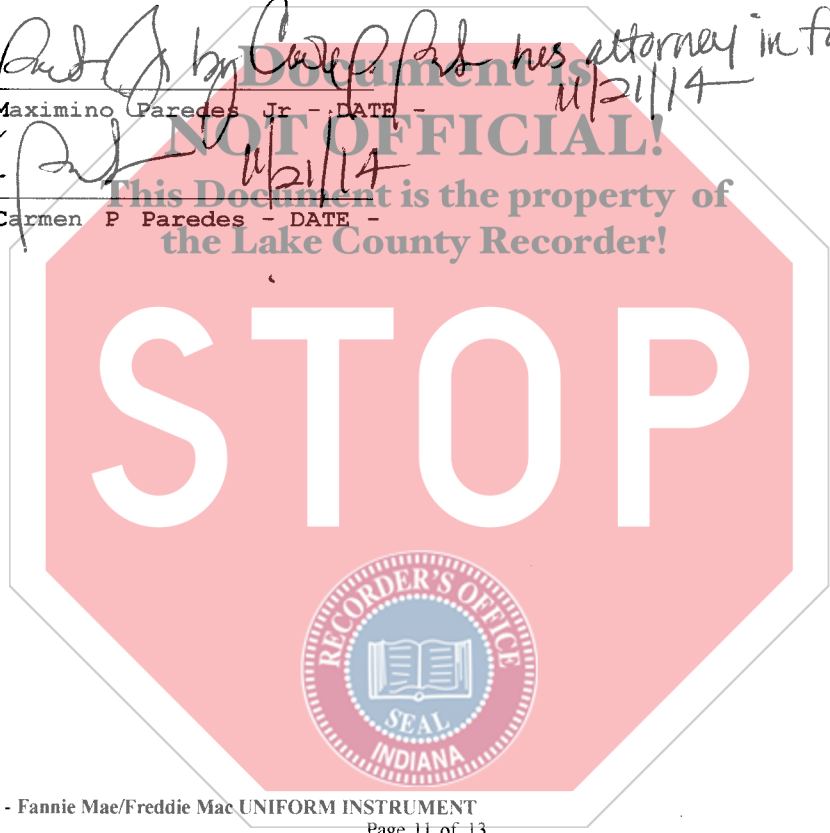 by his attorney in
Document is
11/21/14
Maximino Paredes Jr - DATE -
NOT OFFICIAL!
11/21/14
This Document is the property of
Carmen P Paredes - DATE -
the Lake County Recorder!
STOP
RECORDER'S OFFICE
SEAL
INDIANA
- Fannie Mae/Freddie Mac UNIFORM INSTRUMENT
Page 11 of 13